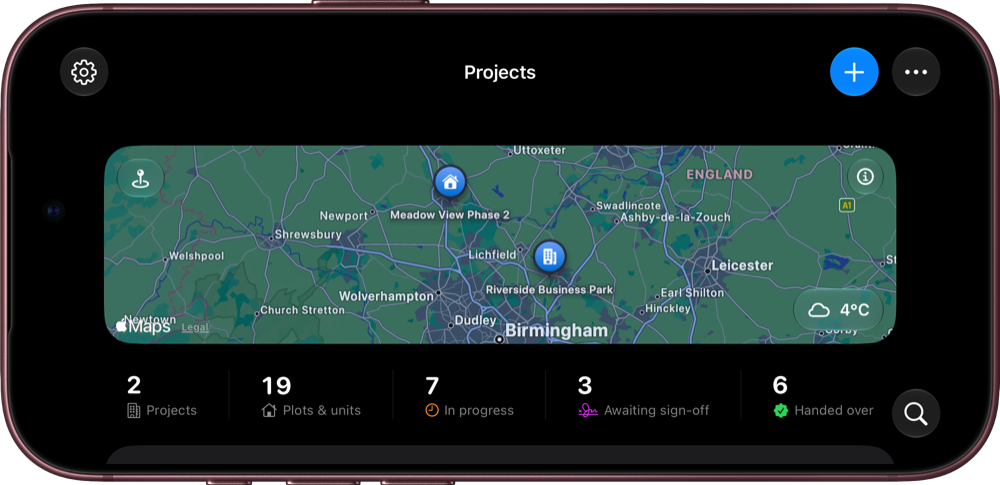 Projects
Uttoxeter
ENGLAND
Meadow View Phase 2
Newport
Swadlincote
Ashby-de-la-Zouch
A1
Shrewsbury
Welshpool
Lichfield
Leicester
Riverside Business Park
Wolverhampton
Earl Shilton
Church Stretton
Hinckley
4°C
Newtown
Maps
Legal
Dudley
Birmingham
2
Projects
19
Plots & units
7
In progress
3
Awaiting sign-off
6
Handed over